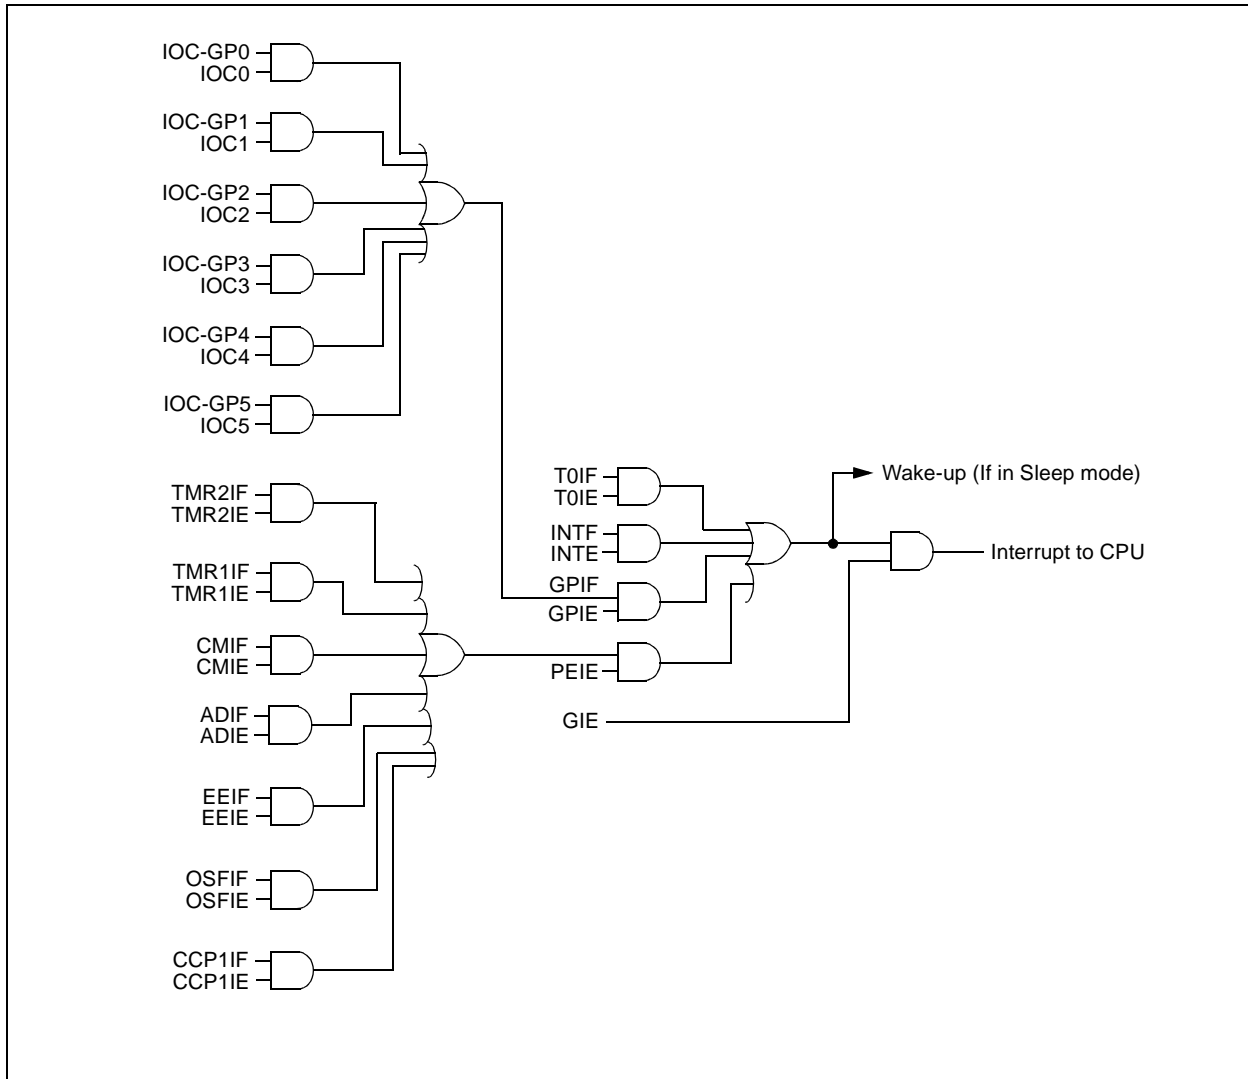 IOC-GP0
IOC0
IOC-GP1
IOC1
IOC-GP2
IOC2
IOC-GP3
IOC3
IOC-GP4
IOC4
IOC-GP5
IOC5
TMR2IF
TMR2IE
TMR1IF
TMR1IE
CMIF
CMIE
ADIF
ADIE
EEIF
EEIE
OSFIF
OSFIE
CCP1IF
CCP1IE
T0IF
T0IE
INTF
INTE
GPIF
GPIE
PEIE
GIE
Wake-up (If in Sleep mode)
Interrupt to CPU